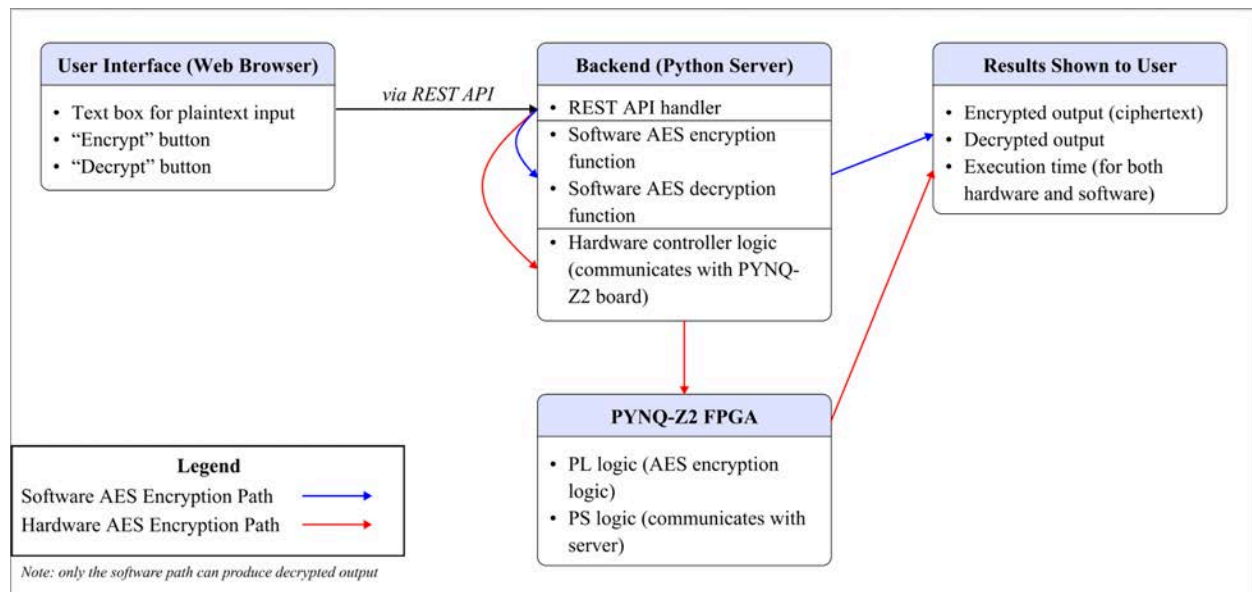 User Interface (Web Browser)
• Text box for plaintext input
• “Encrypt” button
• “Decrypt” button
via REST API
Backend (Python Server)
• REST API handler
• Software AES encryption
function
• Software AES decryption
function
• Hardware controller logic
(communicates with PYNQ-
Z2 board)
Results Shown to User
• Encrypted output (ciphertext)
• Decrypted output
• Execution time (for both
hardware and software)
PYNQ-Z2 FPGA
• PL logic (AES encryption
logic)
• PS logic (communicates with
server)
Legend
Software AES Encryption Path
Hardware AES Encryption Path
Note: only the software path can produce decrypted output